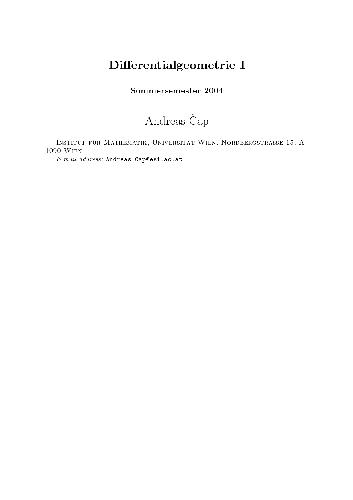 Differentialgeometrie 1
Sommersemester 2004
Andreas Čap
Institut für Mathematik, Universität Wien, Nordbergstraße 15, A–
1090 Wien
E-mail address: Andreas.Cap@esi.ac.at